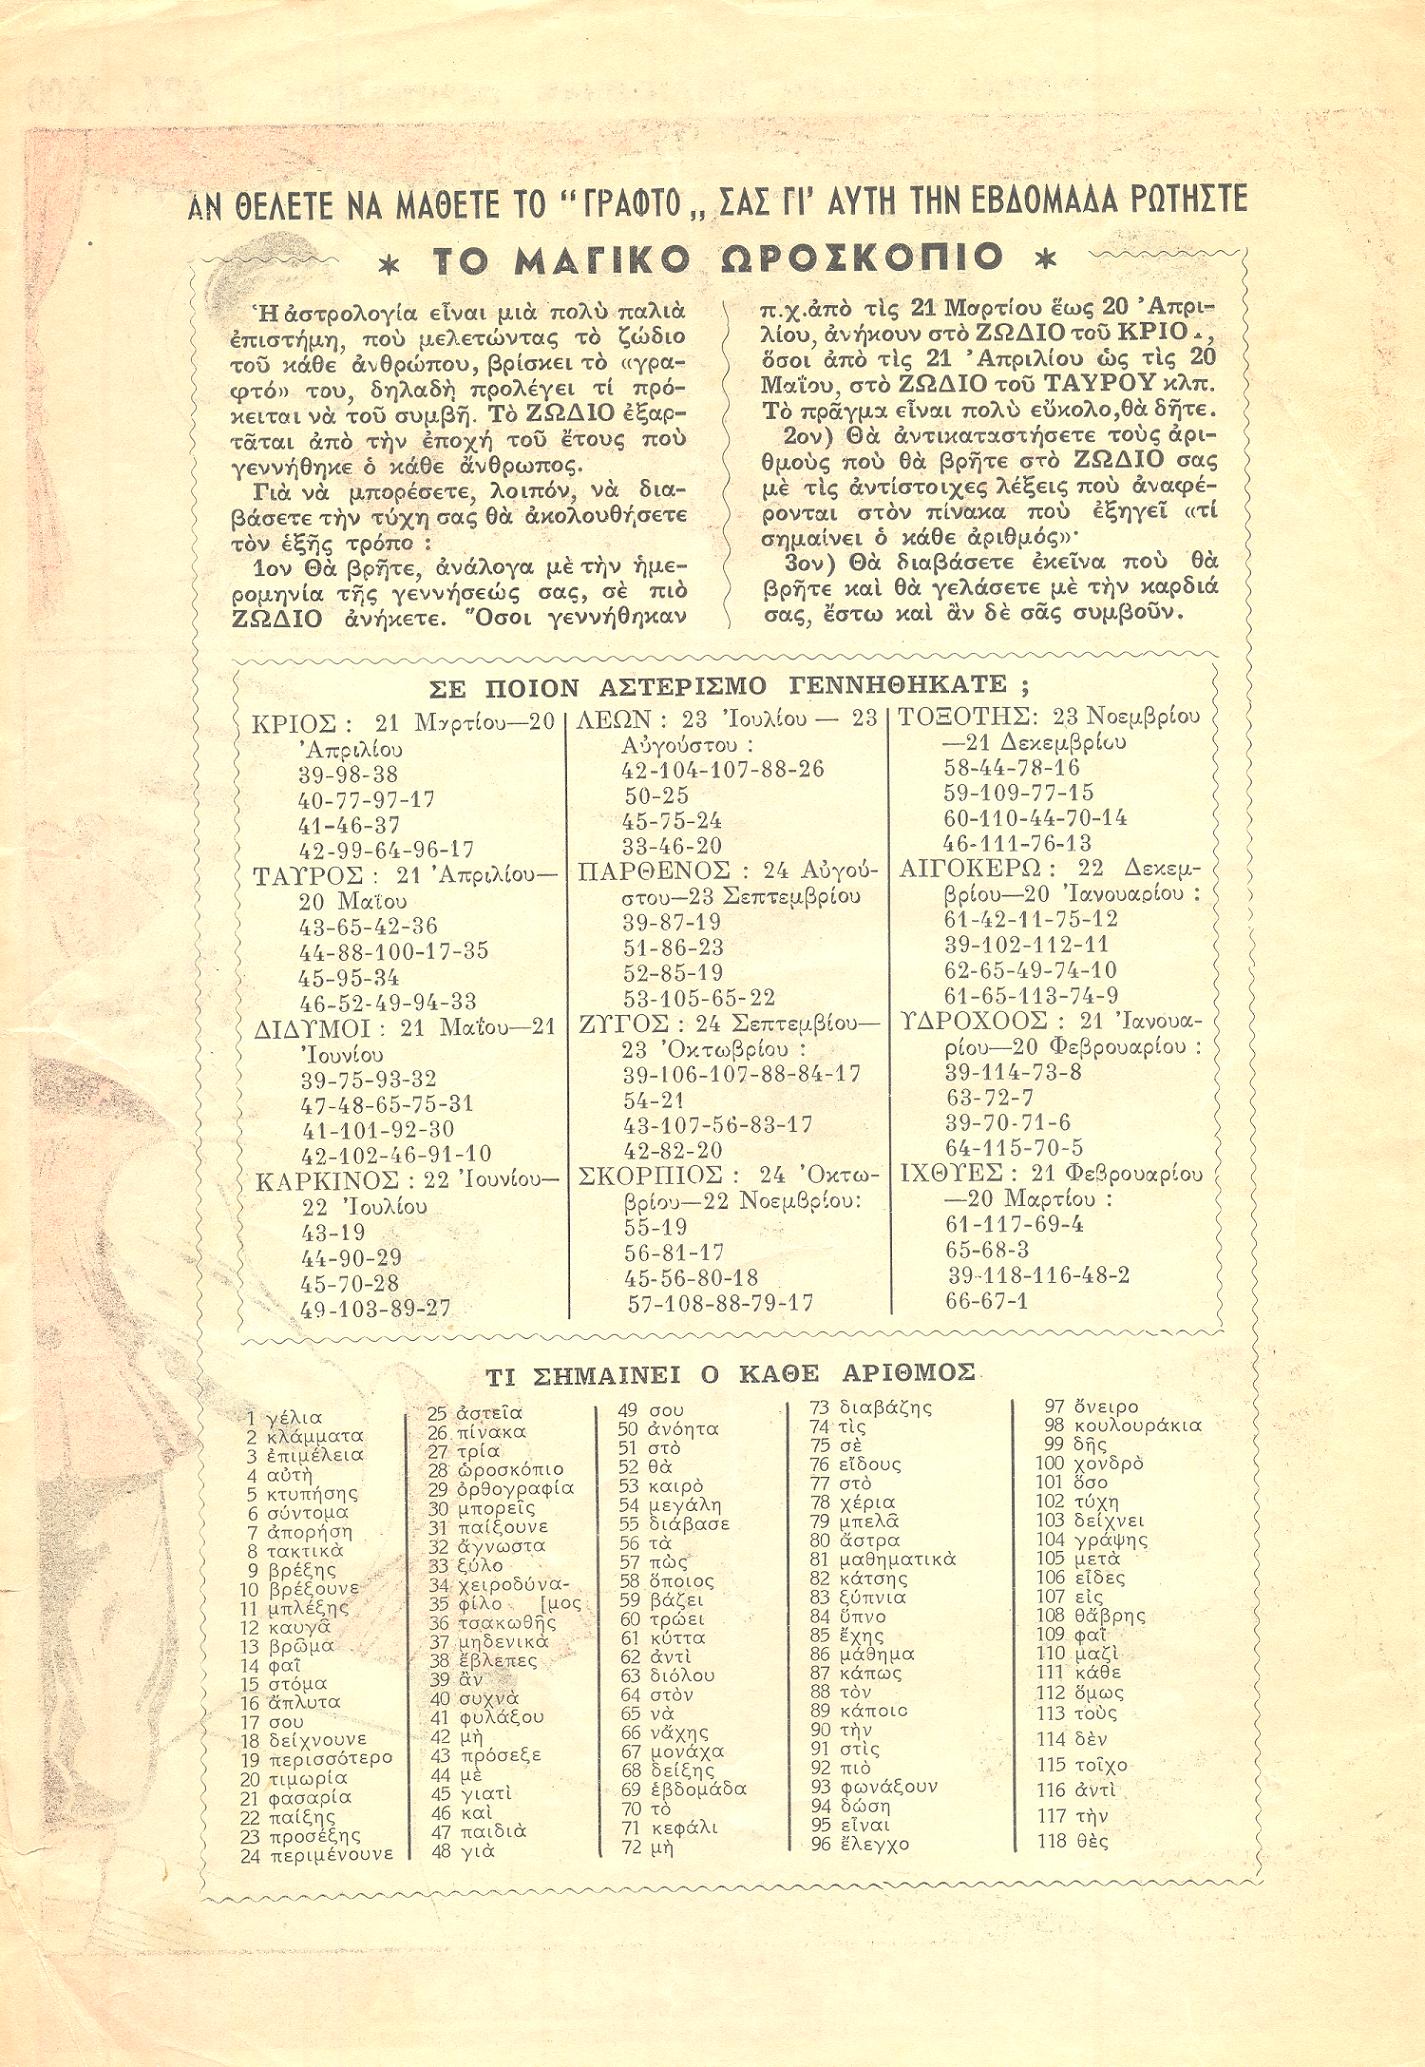 ΑΝ ΘΕΛΕΤΕ ΝΑ ΜΑΘΕΤΕ ΤΟ “ΓΡΑΦΤΟ„ ΣΑΣ ΓΙ’ ΑΥΤΗ ΤΗΝ ΕΒΔΟΜΑΔΑ ΡΩΤΗΣΤΕ
* ΤΟ ΜΑΓΙΚΟ ΩΡΟΣΚΟΠΙΟ *
Ἡ ἀστρολογία εἶναι μιὰ πολὺ παλιὰ
ἐπιστήμη, ποὺ μελετώντας τὸ ζώδιο
τοῦ κάθε ἀνθρώπου, βρίσκει τὸ «γρα-
φτό» του, δηλαδὴ προλέγει τί πρό-
κειται νὰ τοῦ συμβῆ. Τὸ ΖΩΔΙΟ ἐξαρ-
τᾶται ἀπὸ τὴν ἐποχή τοῦ ἔτους ποὺ
γεννήθηκε ὁ κάθε ἄνθρωπος.
Γιὰ νὰ μπορέσετε, λοιπόν, νὰ δια-
βάσετε τὴν τύχη σας θὰ ἀκολουθήσετε
τὸν ἑξῆς τρόπο :
1ον Θὰ βρῆτε, ἀνάλογα μὲ τὴν ἡμε-
ρομηνία τῆς γεννήσεώς σας, σὲ πιὸ
ΖΩΔΙΟ ἀνήκετε. Ὅσοι γεννήθηκαν
π.χ.ἀπὸ τὶς 21 Μαρτίου ἕως 20 Ἀπρι-
λίου, ἀνήκουν στὸ ΖΩΔΙΟ τοῦ ΚΡΙΟ ,
ὅσοι ἀπὸ τὶς 21 Ἀπριλίου ὡς τὶς 20
Μαΐου, στὸ ΖΩΔΙΟ τοῦ ΤΑΥΡΟΥ κλπ.
Τὸ πρᾶγμα εἶναι πολὺ εὔκολο,θὰ δῆτε.
2ον) Θὰ ἀντικαταστήσετε τοὺς ἀρι-
θμοὺς ποὺ θὰ βρῆτε στὸ ΖΩΔΙΟ σας
μὲ τὶς ἀντίστοιχες λέξεις ποὺ ἀναφέ-
ρονται στὸν πίνακα ποὺ ἐξηγεῖ «τί
σημαίνει ὁ κάθε ἀριθμός»·
3ον) Θὰ διαβάσετε ἐκεῖνα ποὺ θὰ
βρῆτε καὶ θὰ γελάσετε μὲ τὴν καρδιά
σας, ἔστω καὶ ἂν δὲ σᾶς συμβοῦν.
ΣΕ ΠΟΙΟΝ ΑΣΤΕΡΙΣΜΟ ΓΕΝΝΗΘΗΚΑΤΕ ;
ΚΡΙΟΣ : 21 Μαρτίου—20
Ἀπριλίου
39-98-38
40-77-97-17
41-46-37
42-99-64-96-17
ΤΑΥΡΟΣ : 21 Ἀπριλίου—
20 Μαΐου
43-65-42-36
44-88-100-17-35
45-95-34
46-52-49-94-33
ΔΙΔΥΜΟΙ : 21 Μαΐου—21
Ἰουνίου
39-75-93-32
47-48-65-75-31
41-101-92-30
42-102-46-91-10
ΚΑΡΚΙΝΟΣ : 22 Ἰουνίου—
22 Ἰουλίου
43-19
44-90-29
45-70-28
49-103-89-27
ΛΕΩΝ : 23 Ἰουλίου — 23
Αὐγούστου :
42-104-107-88-26
50-25
45-75-24
33-46-20
ΠΑΡΘΕΝΟΣ : 24 Αὐγού-
στου—23 Σεπτεμβρίου
39-87-19
51-86-23
52-85-19
53-105-65-22
ΖΥΓΟΣ : 24 Σεπτεμβίου—
23 Ὀκτωβρίου :
39-106-107-88-84-17
54-21
43-107-56-83-17
42-82-20
ΣΚΟΡΠΙΟΣ : 24 Ὀκτω-
βρίου—22 Νοεμβρίου:
55-19
56-81-17
45-56-80-18
57-108-88-79-17
ΤΟΞΟΤΗΣ: 23 Νοεμβρίου
—21 Δεκεμβρίου
58-44-78-16
59-109-77-15
60-110-44-70-14
46-111-76-13
ΑΙΓΟΚΕΡΩ : 22 Δεκεμ-
βρίου—20 Ἰανουαρίου :
61-42-11-75-12
39-102-112-11
62-65-49-74-10
61-65-113-74-9
ΥΔΡΟΧΟΟΣ : 21 Ἰανουα-
ρίου—20 Φεβρουαρίου :
39-114-73-8
63-72-7
39-70-71-6
64-115-70-5
ΙΧΘΥΕΣ : 21 Φεβρουαρίου
—20 Μαρτίου :
61-117-69-4
65-68-3
39-118-116-48-2
66-67-1
ΤΙ ΣΗΜΑΙΝΕΙ Ο ΚΑΘΕ ΑΡΙΘΜΟΣ
1 γέλια
2 κλάμματα
3 ἐπιμέλεια
4 αὐτὴ
5 κτυπήσης
6 σύντομα
7 ἀπορήση
8 τακτικὰ
9 βρέξης
10 βρέξουνε
11 μπλέξης
12 καυγᾶ
13 βρῶμα
14 φαΐ
15 στόμα
16 ἄπλυτα
17 σου
18 δείχνουνε
19 περισσότερο
20 τιμωρία
21 φασαρία
22 παίξης
23 προσέξης
24 περιμένουνε
25 ἀστεῖα
26 πίνακα
27 τρία
28 ὡροσκόπιο
29 ὀρθογραφία
30 μπορεῖς
31 παίξουνε
32 ἄγνωστα
33 ξύλο
34 χειροδύνα-
35 φίλο [μος
36 τσακωθῆς
37 μηδενικὰ
38 ἔβλεπες
39 ἂν
40 συχνὰ
41 φυλάξου
42 μὴ
43 πρόσεξε
44 μὲ
45 γιατὶ
46 καὶ
47 παιδιὰ
48 γιὰ
49 σου
50 ἀνόητα
51 στὸ
52 θὰ
53 καιρὸ
54 μεγάλη
55 διάβασε
56 τὰ
57 πὼς
58 ὅποιος
59 βάζει
60 τρώει
61 κύττα
62 ἀντὶ
63 διόλου
64 στὸν
65 νὰ
66 νἄχης
67 μονάχα
68 δείξης
69 ἑβδομάδα
70 τὸ
71 κεφάλι
72 μὴ
73 διαβάζης
74 τὶς
75 σὲ
76 εἴδους
77 στὸ
78 χέρια
79 μπελᾶ
80 ἄστρα
81 μαθηματικὰ
82 κάτσης
83 ξύπνια
84 ὕπνο
85 ἔχης
86 μάθημα
87 κάπως
88 τὸν
89 κάποιο
90 τὴν
91 στὶς
92 πιὸ
93 φωνάξουν
94 δώση
95 εἶναι
96 ἔλεγχο
97 ὄνειρο
98 κουλουράκια
99 δῆς
100 χονδρὸ
101 ὅσο
102 τύχη
103 δείχνει
104 γράψης
105 μετὰ
106 εἶδες
107 εἰς
108 θἄβρης
109 φαΐ
110 μαζὶ
111 κάθε
112 ὅμως
113 τοὺς
114 δὲν
115 τοῖχο
116 ἀντὶ
117 τὴν
118 θὲς